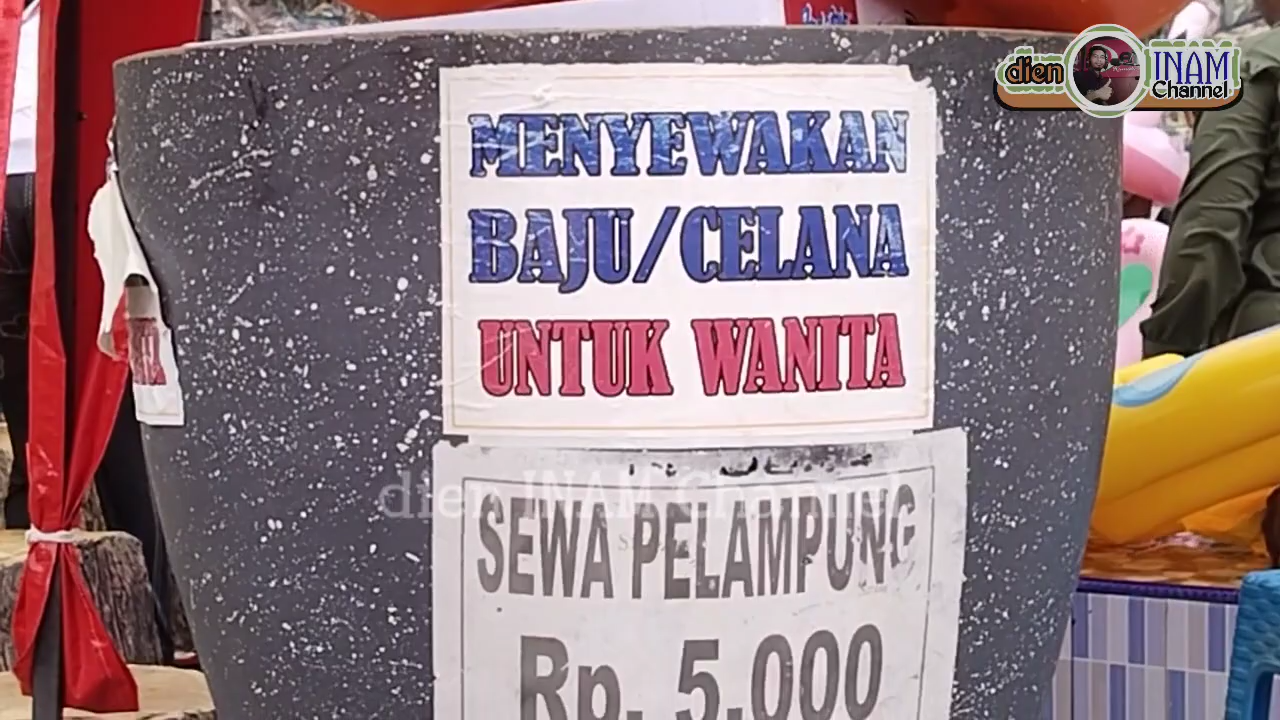 dien INAM
Channel
MENYEWAKAN
BAJU/CELANA
UNTUK WANITA
dien INAM Channel
SEWA PELAMPUNG
Rp. 5.000